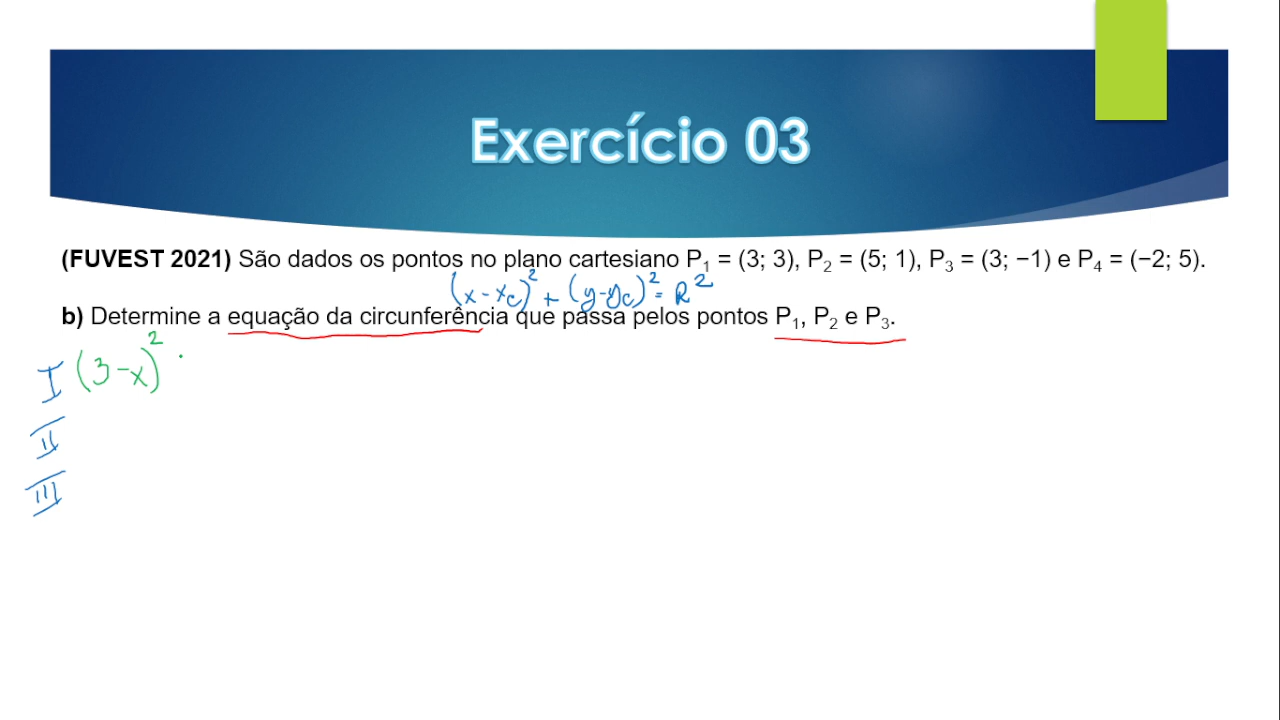 Exercício 03
(FUVEST 2021) São dados os pontos no plano cartesiano P₁ = (3; 3), P₂ = (5; 1), P₃ = (3; −1) e P₄ = (−2; 5).
(x-x_c)² + (y-y_c)² = R²
b) Determine a equação da circunferência que passa pelos pontos P₁, P₂ e P₃.
I (3-x)²
II
III